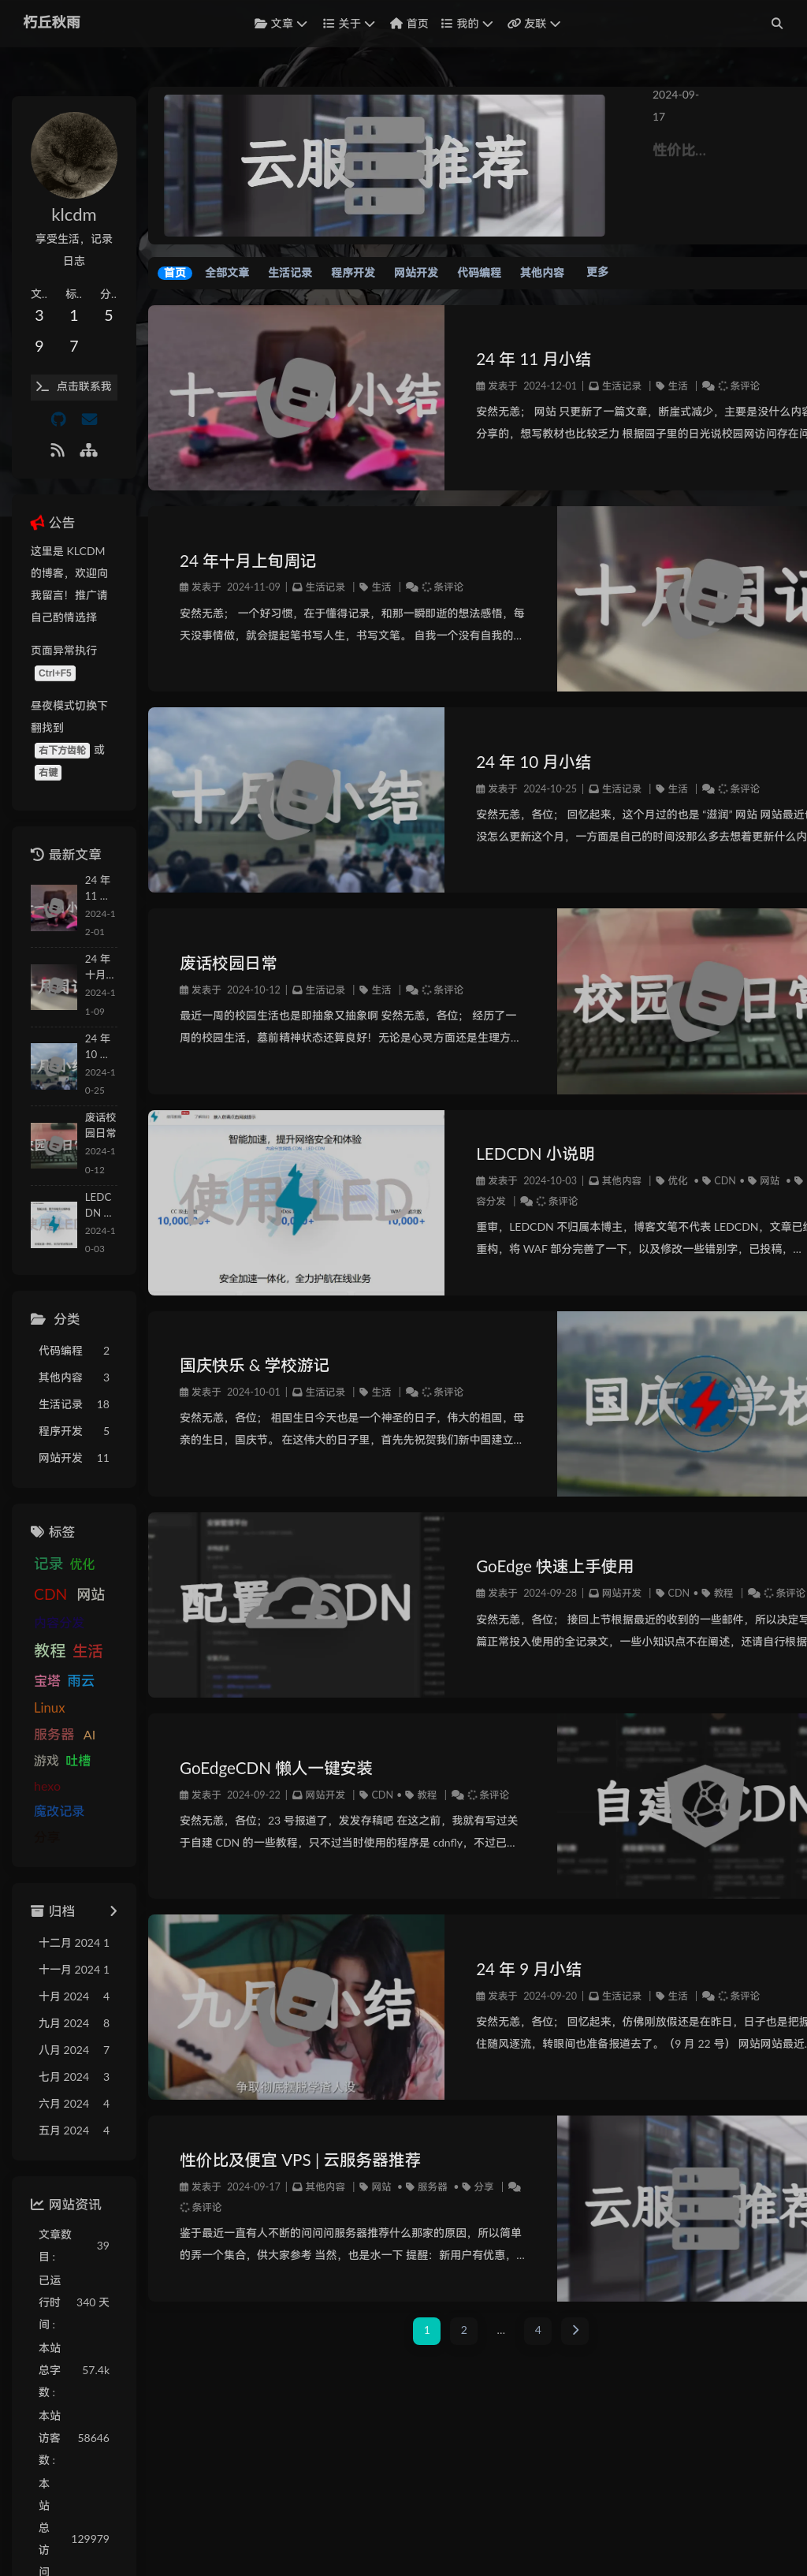 朽丘秋雨
文章 关于 首页 我的 友联
klcdm
享受生活，记录
日志
文.. 标.. 分..
3 1 5
9 7
点击联系我
公告
这里是 KLCDM
的博客，欢迎向
我留言！推广请
自己酌情选择
页面异常执行
Ctrl+F5
昼夜模式切换下
翻找到
右下方齿轮 或
右键
最新文章
24 年
11 ...
2024-1
2-01
24 年
十月...
2024-1
1-09
24 年
10 ...
2024-1
0-25
废话校
园日常
2024-1
0-12
LEDC
DN ...
2024-1
0-03
分类
代码编程 2
其他内容 3
生活记录 18
程序开发 5
网站开发 11
标签
记录 优化
CDN 网站
教程 生活
宝塔 雨云
Linux
服务器 AI
游戏 吐槽
hexo
魔改记录
归档
十二月 2024 1
十一月 2024 1
十月 2024 4
九月 2024 8
八月 2024 7
七月 2024 3
六月 2024 4
五月 2024 4
网站资讯
文章数
目 :
39
已运
行时
间 :
340 天
本站
总字
数 :
57.4k
本站
访客
数 :
58646
本
站
总
访
问
129979
云服 推荐
2024-09-
17
性价比...
首页 全部文章 生活记录 程序开发 网站开发 代码编程 其他内容 更多
十一 小结
24 年 11 月小结
发表于 2024-12-01 | 生活记录 | 生活 | 条评论
安然无恙； 网站 只更新了一篇文章，断崖式减少，主要是没什么内容
分享的，想写教材也比较乏力 根据园子里的日光说校园网访问存在问
24 年十月上旬周记
发表于 2024-11-09 | 生活记录 | 生活 | 条评论
安然无恙； 一个好习惯，在于懂得记录，和那一瞬即逝的想法感悟，每
天没事情做，就会提起笔书写人生，书写文笔。 自我一个没有自我的...
十月周记
十月 小结
24 年 10 月小结
发表于 2024-10-25 | 生活记录 | 生活 | 条评论
安然无恙，各位； 回忆起来，这个月过的也是 “滋润” 网站 网站最近
没怎么更新这个月，一方面是自己的时间没那么多去想着更新什么内
废话校园日常
发表于 2024-10-12 | 生活记录 | 生活 | 条评论
最近一周的校园生活也是即抽象又抽象啊 安然无恙，各位； 经历了一
周的校园生活，墓前精神状态还算良好！无论是心灵方面还是生理方...
校园日常
智能加速，提升网络安全和体验
使用LED
10,000 10,000+
安全加速一体化，全力护航在线业务
LEDCDN 小说明
发表于 2024-10-03 | 其他内容 | 优化 • CDN • 网站 •
容分发 | 条评论
重审，LEDCDN 不归属本博主，博客文笔不代表 LEDCDN，文章已经
重构，将 WAF 部分完善了一下，以及修改一些错别字，已投稿，...
国庆快乐 & 学校游记
发表于 2024-10-01 | 生活记录 | 生活 | 条评论
安然无恙，各位； 祖国生日今天也是一个神圣的日子，伟大的祖国，母
亲的生日，国庆节。 在这伟大的日子里，首先先祝贺我们新中国建立...
国庆 学校
配置 CDN
GoEdge 快速上手使用
发表于 2024-09-28 | 网站开发 | CDN • 教程 | 条评论
安然无恙，各位； 接回上节根据最近的收到的一些邮件，所以决定写
篇正常投入使用的全记录文，一些小知识点不在阐述，还请自行根据
GoEdgeCDN 懒人一键安装
发表于 2024-09-22 | 网站开发 | CDN • 教程 | 条评论
安然无恙，各位；23 号报道了，发发存稿吧 在这之前，我就有写过关
于自建 CDN 的一些教程，只不过当时使用的程序是 cdnfly，不过已...
自建 CDN
九月 小结
争取彻底摆脱学渣人设
24 年 9 月小结
发表于 2024-09-20 | 生活记录 | 生活 | 条评论
安然无恙，各位； 回忆起来，仿佛刚放假还是在昨日，日子也是把握
住随风逐流，转眼间也准备报道去了。（9 月 22 号） 网站网站最近...
性价比及便宜 VPS | 云服务器推荐
发表于 2024-09-17 | 其他内容 | 网站 • 服务器 • 分享 |
条评论
鉴于最近一直有人不断的问问问服务器推荐什么那家的原因，所以简单
的弄一个集合，供大家参考 当然，也是水一下 提醒：新用户有优惠，...
云服 推荐
1 2 ... 4